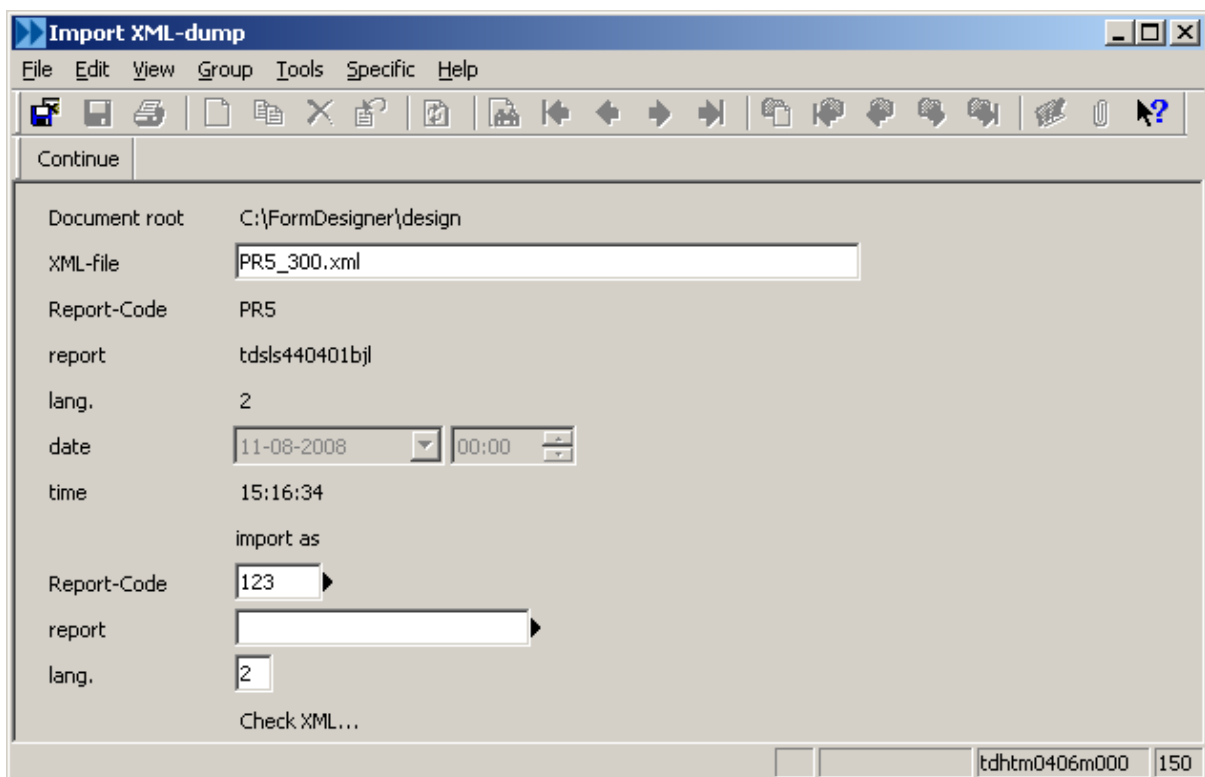 Import XML-dump
File Edit View Group Tools Specific Help
Continue
Document root C:\FormDesigner\design
XML-file PR5_300.xml
Report-Code PR5
report tdsls440401bjl
lang. 2
date 11-08-2008 00:00
time 15:16:34
import as
Report-Code 123
report
lang. 2
Check XML...
tdhtm0406m000 150